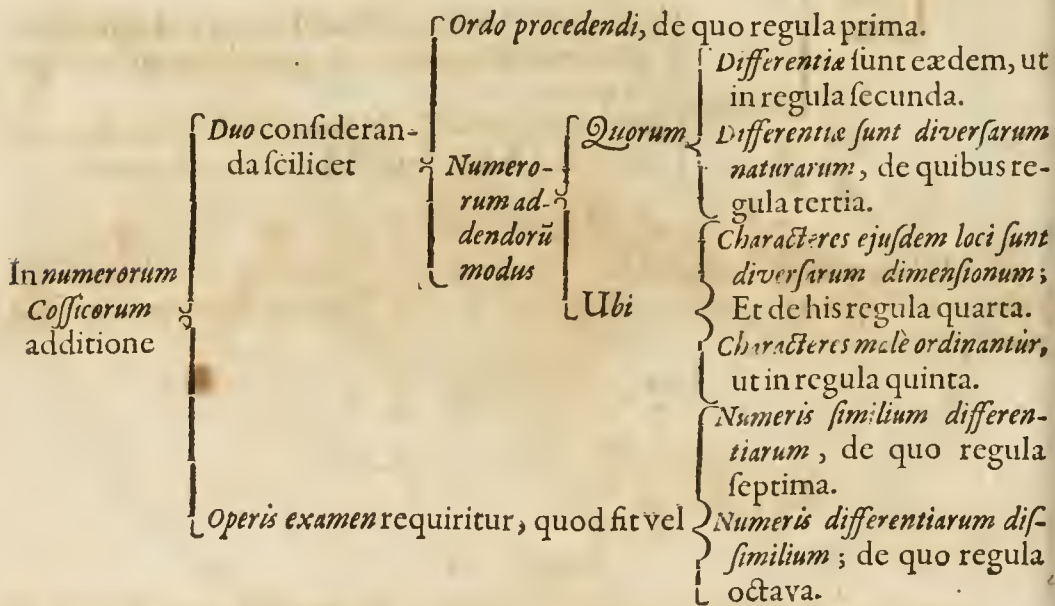 In numerorum
Cossicorum
additione
Duo conſideran-
da ſcilicet
Ordo procedendi, de quo regula prima.
Numero-
rum ad-
dendorũ
modus
Quorum
Differentiæ ſunt eædem, ut
in regula ſecunda.
Differentiæ ſunt diverſarum
naturarum, de quibus re-
gula tertia.
Ubi
Characteres ejuſdem loci ſunt
diverſarum dimenſionum;
Et de his regula quarta.
Characteres malè ordinantur,
ut in regula quinta.
Operis examen requiritur, quod fit vel
Numeris ſimilium differen-
tiarum, de quo regula
ſeptima.
Numeris differentiarum diſ-
ſimilium; de quo regula
octava.